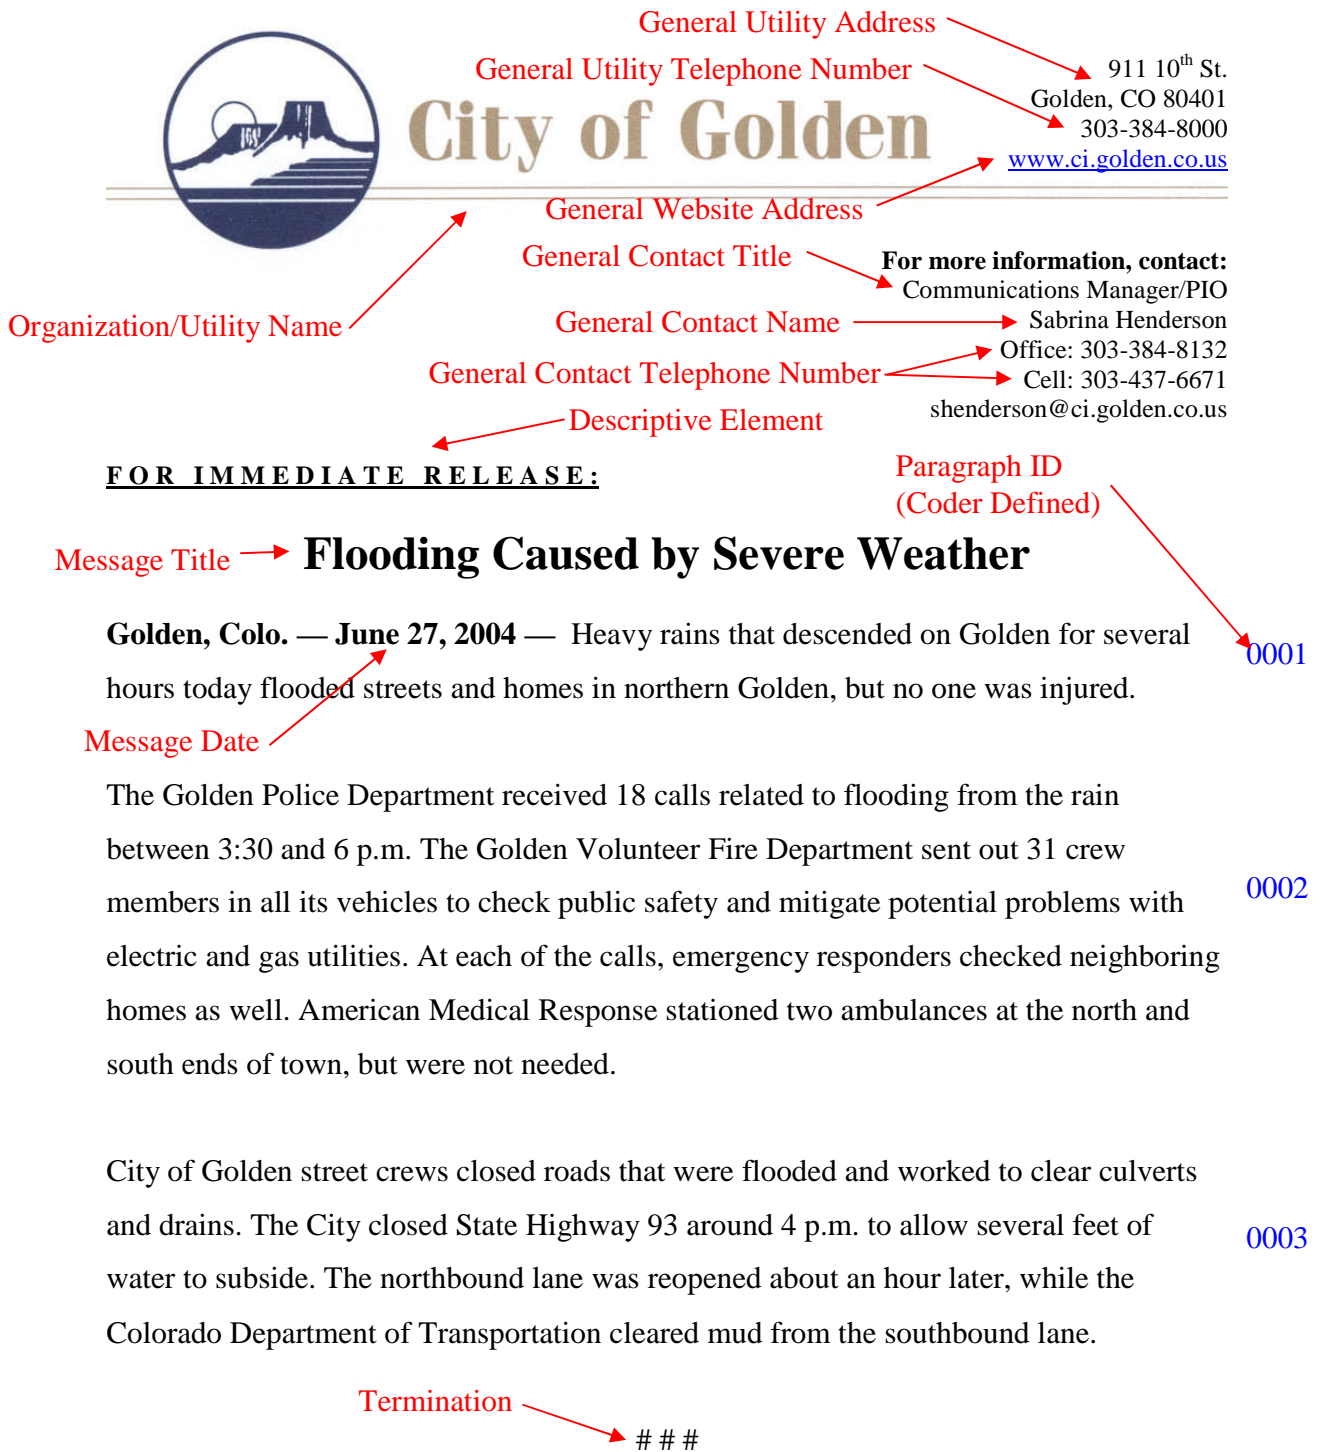 General Utility Address
General Utility Telephone Number
911 10th St.
Golden, CO 80401
City of Golden
303-384-8000
www.ci.golden.co.us
General Website Address
General Contact Title
For more information, contact:
Communications Manager/PIO
Organization/Utility Name
General Contact Name
Sabrina Henderson
Office: 303-384-8132
General Contact Telephone Number
Cell: 303-437-6671
shenderson@ci.golden.co.us
Descriptive Element
FOR IMMEDIATE RELEASE:
Paragraph ID
(Coder Defined)
Message Title
Flooding Caused by Severe Weather
Golden, Colo. — June 27, 2004 — Heavy rains that descended on Golden for several
0001
hours today flooded streets and homes in northern Golden, but no one was injured.
Message Date
The Golden Police Department received 18 calls related to flooding from the rain
between 3:30 and 6 p.m. The Golden Volunteer Fire Department sent out 31 crew
members in all its vehicles to check public safety and mitigate potential problems with
0002
electric and gas utilities. At each of the calls, emergency responders checked neighboring
homes as well. American Medical Response stationed two ambulances at the north and
south ends of town, but were not needed.
City of Golden street crews closed roads that were flooded and worked to clear culverts
and drains. The City closed State Highway 93 around 4 p.m. to allow several feet of
0003
water to subside. The northbound lane was reopened about an hour later, while the
Colorado Department of Transportation cleared mud from the southbound lane.
Termination
# # #